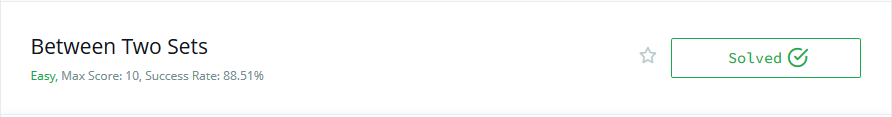 Between Two Sets
Easy, Max Score: 10, Success Rate: 88.51%
Solved